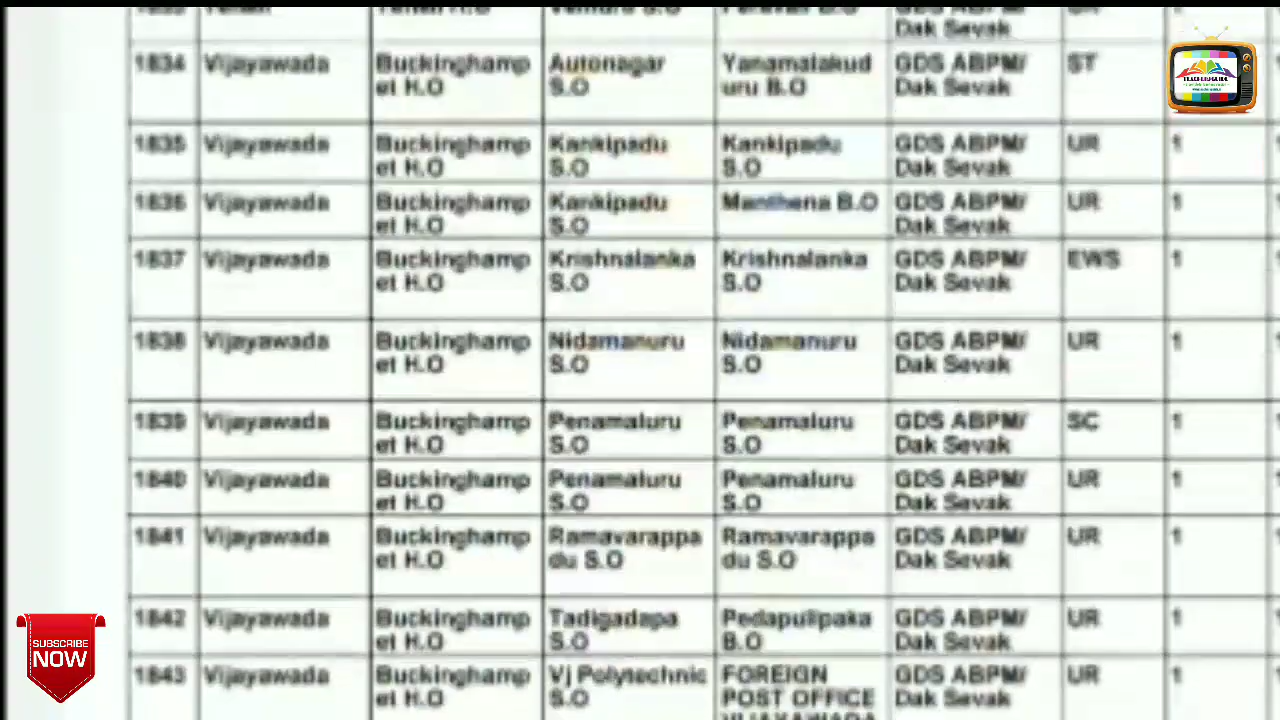 Dak Sevak
1834 Vijayawada Buckinghamp Autonagar Yanamalakud GDS ABPM/ ST
et H.O S.O uru B.O Dak Sevak
1835 Vijayawada Buckinghamp Kankipadu Kankipadu GDS ABPM/ UR 1
et H.O S.O S.O Dak Sevak
1836 Vijayawada Buckinghamp Kankipadu Manthena B.O GDS ABPM/ UR 1
et H.O S.O Dak Sevak
1837 Vijayawada Buckinghamp Krishnalanka Krishnalanka GDS ABPM/ EWS 1
et H.O S.O S.O Dak Sevak
1838 Vijayawada Buckinghamp Nidamanuru Nidamanuru GDS ABPM/ UR 1
et H.O S.O S.O Dak Sevak
1839 Vijayawada Buckinghamp Penamaluru Penamaluru GDS ABPM/ SC 1
et H.O S.O S.O Dak Sevak
1840 Vijayawada Buckinghamp Penamaluru Penamaluru GDS ABPM/ UR 1
et H.O S.O S.O Dak Sevak
1841 Vijayawada Buckinghamp Ramavarappa Ramavarappa GDS ABPM/ UR 1
et H.O du S.O du S.O Dak Sevak
1842 Vijayawada Buckinghamp Tadigadapa Pedapulipaka GDS ABPM/ UR 1
et H.O S.O B.O Dak Sevak
1843 Vijayawada Buckinghamp Vj Polytechnic FOREIGN GDS ABPM/ UR 1
et H.O S.O POST OFFICE Dak Sevak
VIJAYAWADA
SUBSCRIBE
NOW